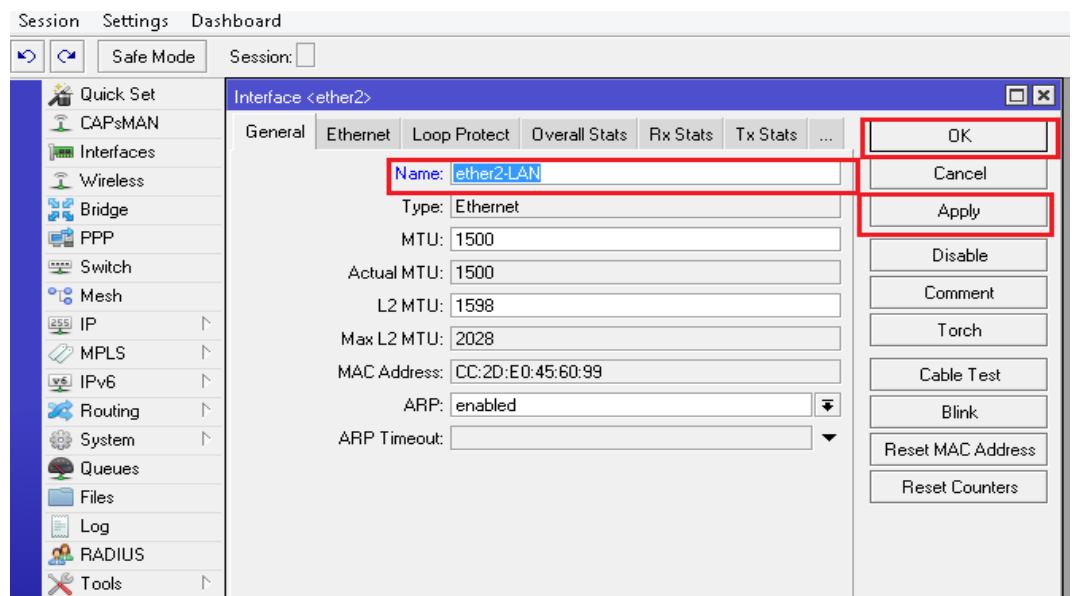 Session Settings Dashboard
Safe Mode Session:
Quick Set
CAPsMAN
Interfaces
Wireless
Bridge
PPP
Switch
Mesh
255 IP
MPLS
v6 IPv6
Routing
System
Queues
Files
Log
RADIUS
Tools
Interface <ether2>
General Ethernet Loop Protect Overall Stats Rx Stats Tx Stats ...
Name: ether2-LAN
Type: Ethernet
MTU: 1500
Actual MTU: 1500
L2 MTU: 1598
Max L2 MTU: 2028
MAC Address: CC:2D:E0:45:60:99
ARP: enabled
ARP Timeout:
OK
Cancel
Apply
Disable
Comment
Torch
Cable Test
Blink
Reset MAC Address
Reset Counters